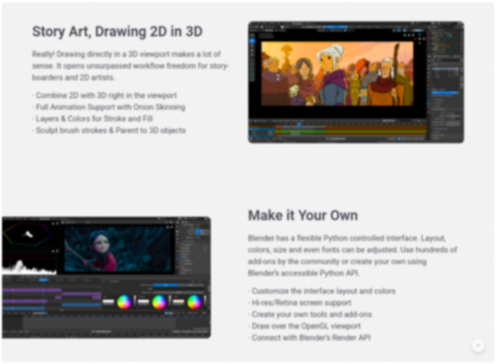 Story Art, Drawing 2D in 3D
Really! Drawing directly in a 3D viewport makes a lot of
sense. It opens unsurpassed workflow freedom for story-
boarders and 2D artists.
· Combine 2D with 3D right in the viewport
· Full Animation Support with Onion Skinning
· Layers & Colors for Stroke and Fill
· Sculpt brush strokes & Parent to 3D objects
Make it Your Own
Blender has a flexible Python controlled interface. Layout,
colors, size and even fonts can be adjusted. Use hundreds of
add-ons by the community or create your own using
Blender's accessible Python API.
· Customize the interface layout and colors
· Hi-res/Retina screen support
· Create your own tools and add-ons
· Draw over the OpenGL viewport
· Connect with Blender's Render API